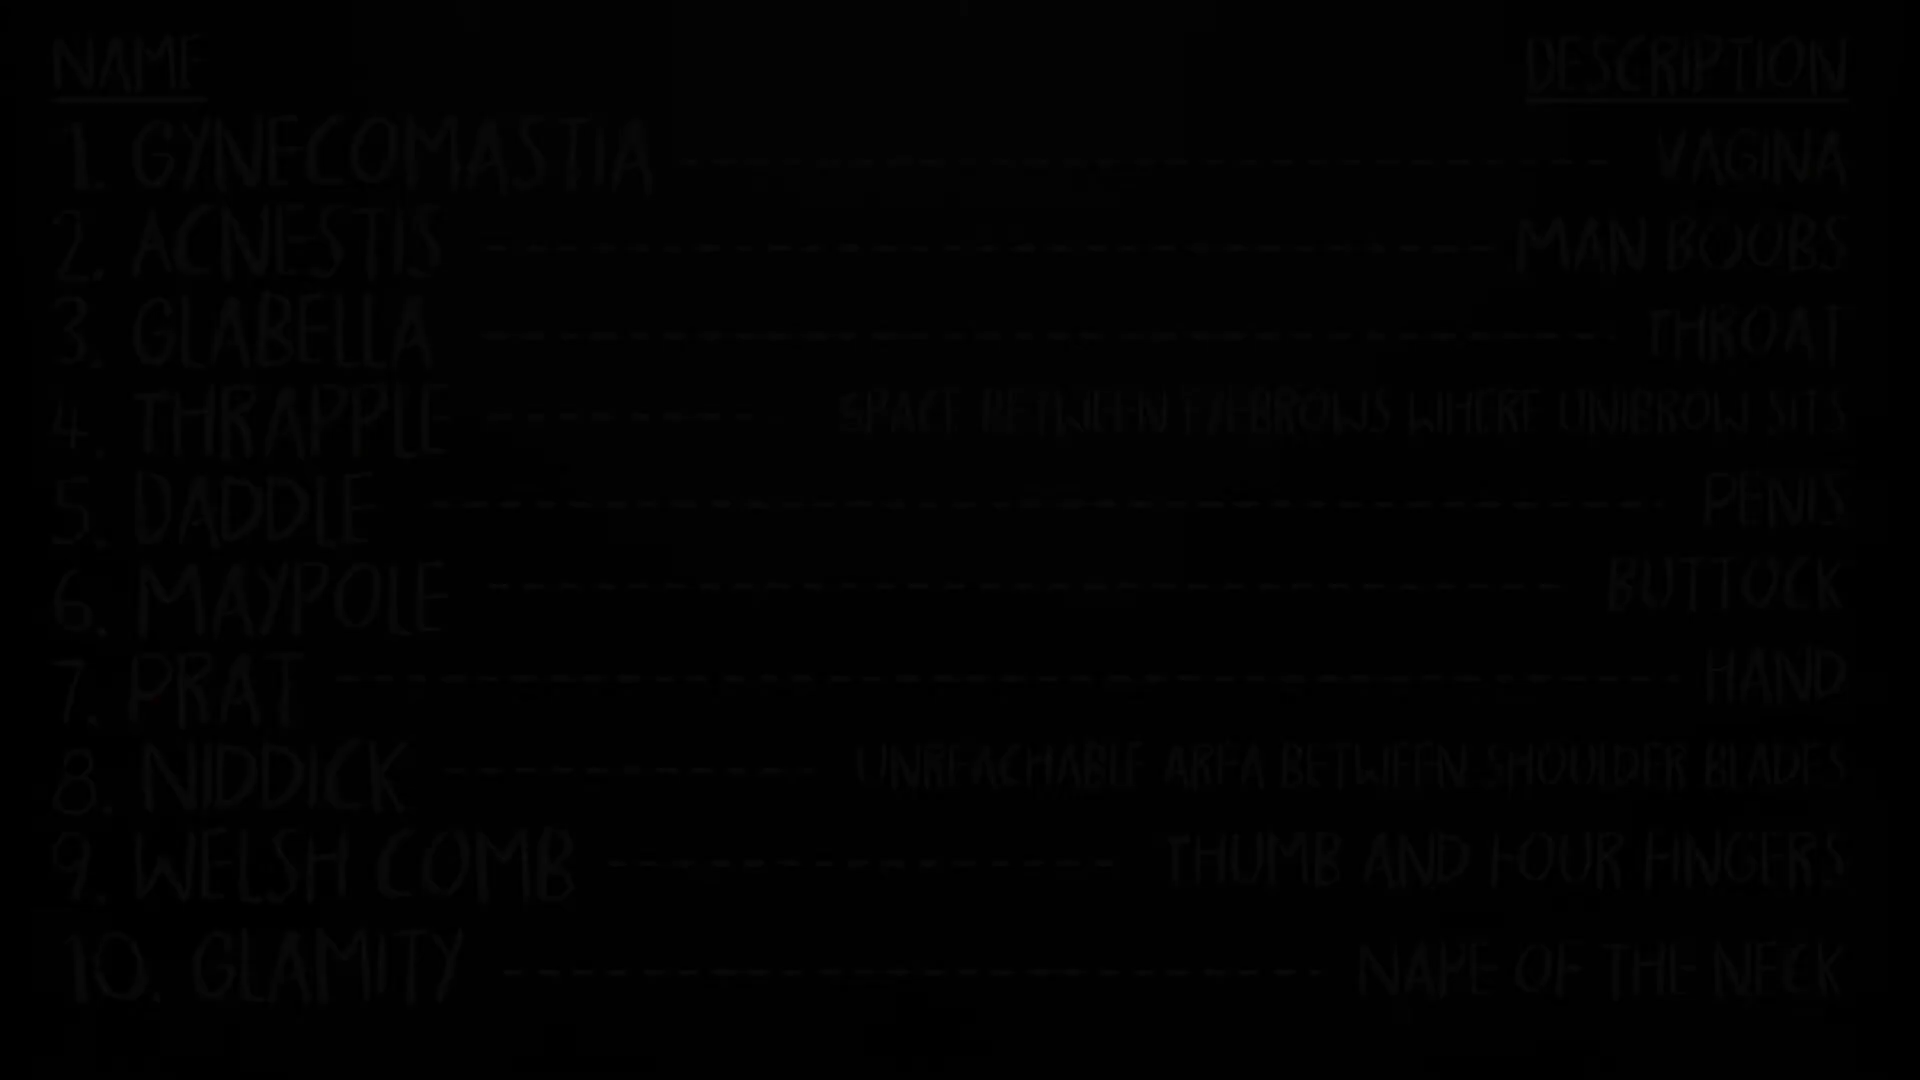 NAME DESCRIPTION
1. GYNECOMASTIA VAGINA
2. ACNESTIS MAN BOOBS
3. GLABELLA THROAT
4. THRAPPLE SPACE BETWEEN EYEBROWS WHERE UNIBROW SITS
5. DADDLE PENIS
6. MAYPOLE BUTTOCK
7. PRAT HAND
8. NIDDICK UNREACHABLE AREA BETWEEN SHOULDER BLADES
9. WELSH COMB THUMB AND FOUR FINGERS
10. GLAMITY NAPE OF THE NECK